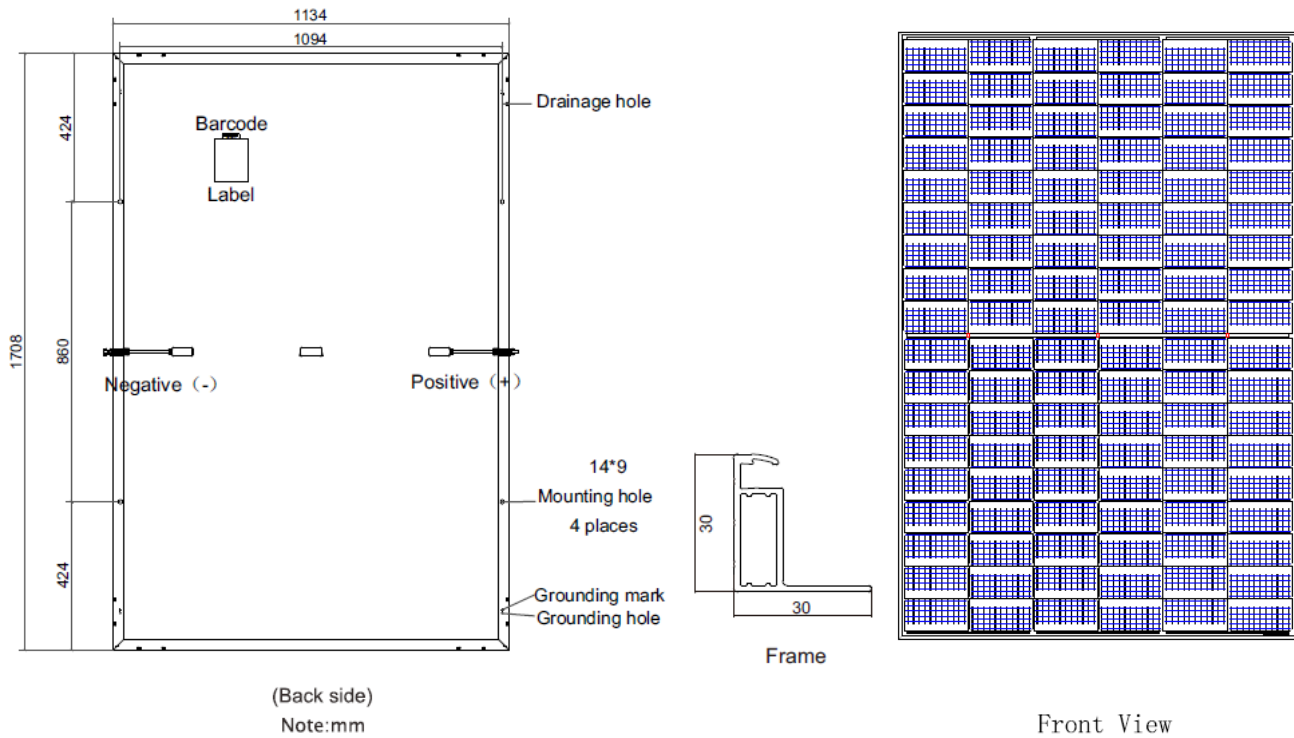 1134
1094
Drainage hole
424
Barcode
Label
1708
860
Negative（-）
Positive（+）
14*9
Mounting hole
4 places
30
424
Grounding mark
Grounding hole
30
Frame
(Back side)
Note:mm
Front View